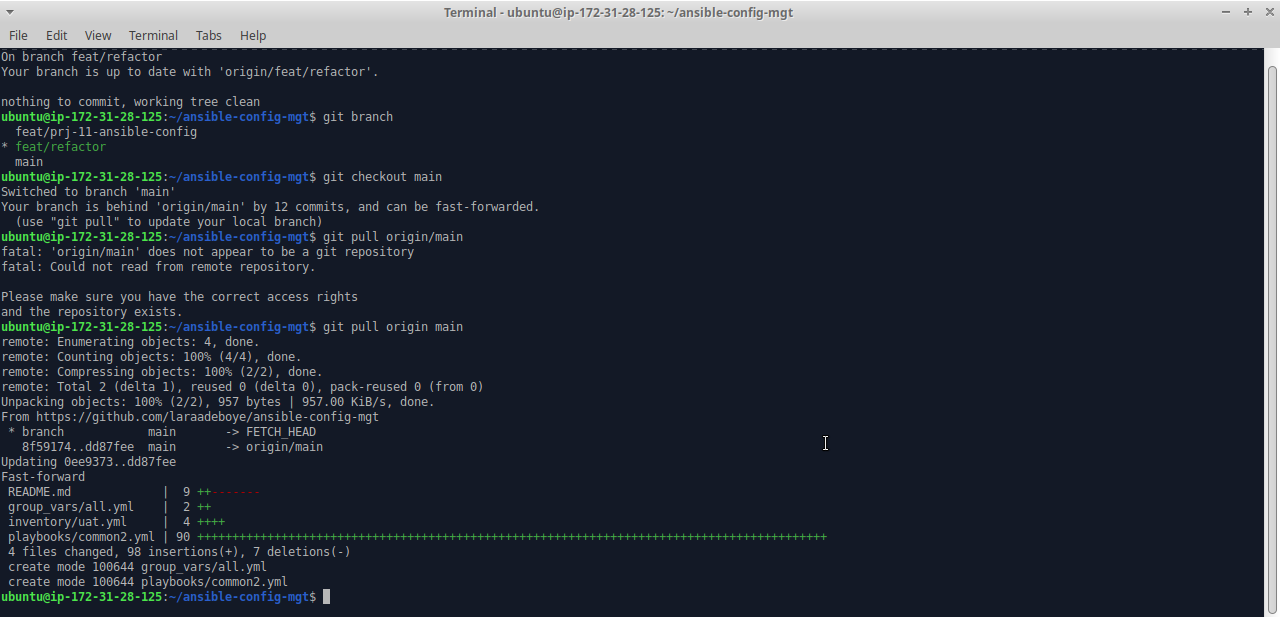 Terminal - ubuntu@ip-172-31-28-125: ~/ansible-config-mgt
File Edit View Terminal Tabs Help
On branch feat/refactor
Your branch is up to date with 'origin/feat/refactor'.
nothing to commit, working tree clean
ubuntu@ip-172-31-28-125:~/ansible-config-mgt$ git branch
  feat/prj-11-ansible-config
* feat/refactor
  main
ubuntu@ip-172-31-28-125:~/ansible-config-mgt$ git checkout main
Switched to branch 'main'
Your branch is behind 'origin/main' by 12 commits, and can be fast-forwarded.
  (use "git pull" to update your local branch)
ubuntu@ip-172-31-28-125:~/ansible-config-mgt$ git pull origin/main
fatal: 'origin/main' does not appear to be a git repository
fatal: Could not read from remote repository.
Please make sure you have the correct access rights
and the repository exists.
ubuntu@ip-172-31-28-125:~/ansible-config-mgt$ git pull origin main
remote: Enumerating objects: 4, done.
remote: Counting objects: 100% (4/4), done.
remote: Compressing objects: 100% (2/2), done.
remote: Total 2 (delta 1), reused 0 (delta 0), pack-reused 0 (from 0)
Unpacking objects: 100% (2/2), 957 bytes | 957.00 KiB/s, done.
From https://github.com/laraadeboye/ansible-config-mgt
 * branch            main       -> FETCH_HEAD
   8f59174..dd87fee  main       -> origin/main
Updating 0ee9373..dd87fee
Fast-forward
 README.md             |  9 ++-------
 group_vars/all.yml    |  2 ++
 inventory/uat.yml     |  4 ++++
 playbooks/common2.yml | 90 ++++++++++++++++++++++++++++++++++++++++++++++++++++++++++++++++++++++++++++++++++++++++++
 4 files changed, 98 insertions(+), 7 deletions(-)
 create mode 100644 group_vars/all.yml
 create mode 100644 playbooks/common2.yml
ubuntu@ip-172-31-28-125:~/ansible-config-mgt$